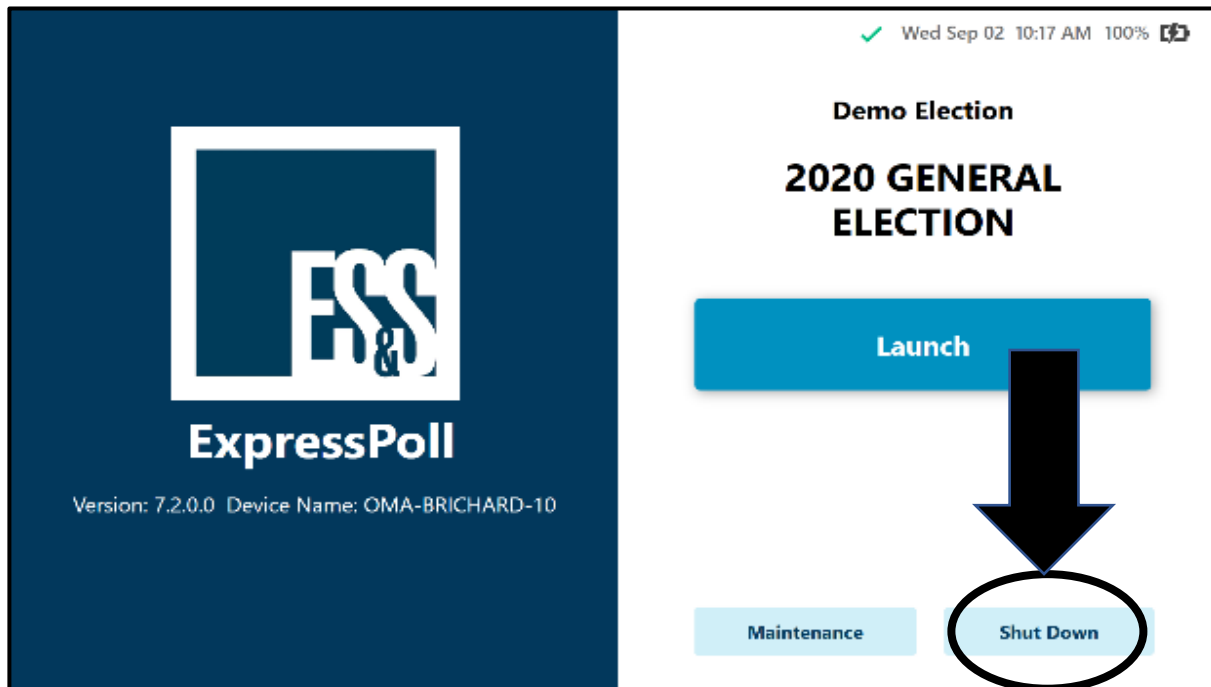 Wed Sep 02 10:17 AM 100%
Demo Election
2020 GENERAL
ELECTION
Launch
Maintenance
Shut Down
ES&S
ExpressPoll
Version: 7.2.0.0 Device Name: OMA-BRICHARD-10